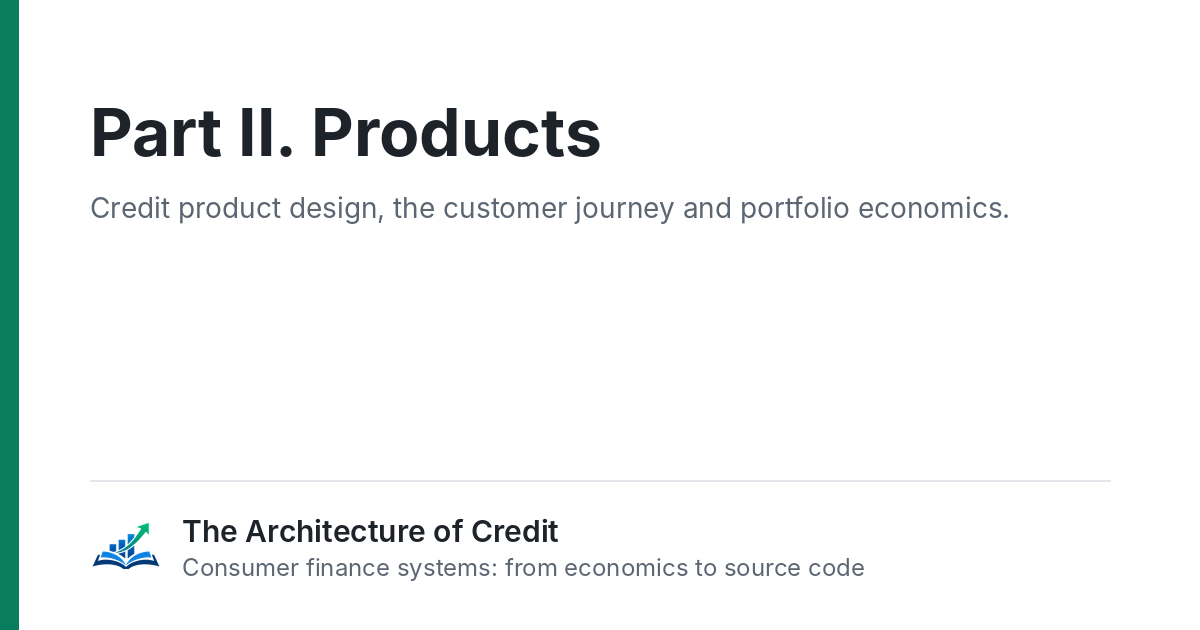 Part II. Products
Credit product design, the customer journey and portfolio economics.
The Architecture of Credit
Consumer finance systems: from economics to source code